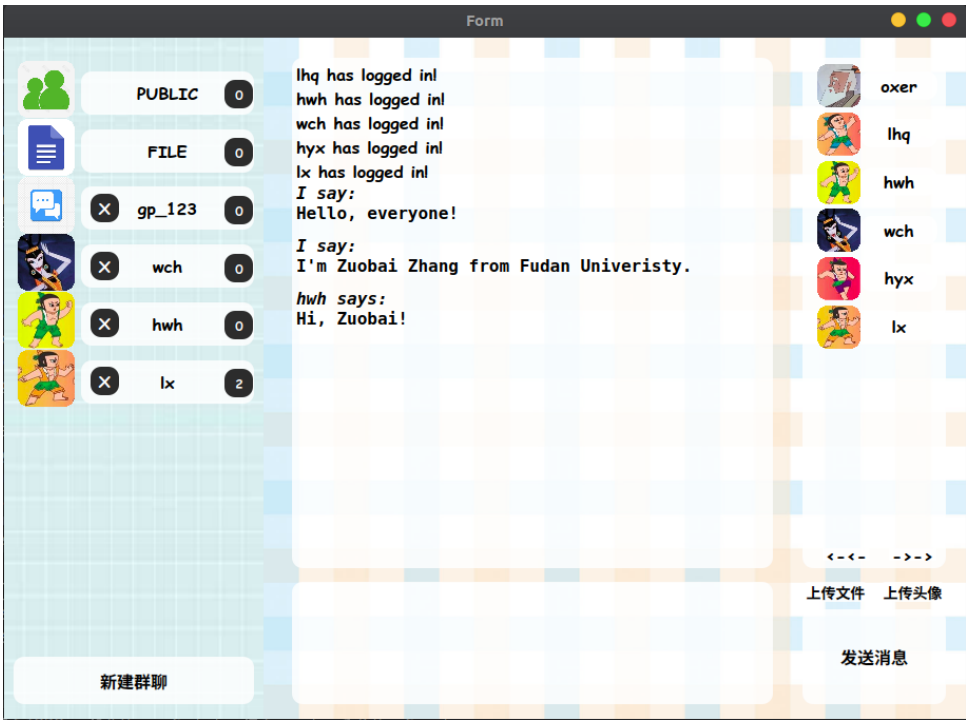 Form
PUBLIC 0
FILE 0
X gp_123 0
X wch 0
X hwh 0
X lx 2
新建群聊
lhq has logged in!
hwh has logged in!
wch has logged in!
hyx has logged in!
lx has logged in!
I say:
Hello, everyone!
I say:
I'm Zuobai Zhang from Fudan Univeristy.
hwh says:
Hi, Zuobai!
oxer
lhq
hwh
wch
hyx
lx
<-<- ->->
上传文件 上传头像
发送消息